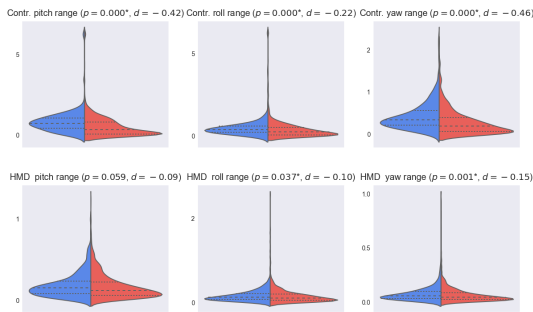 Contr. pitch range (p = 0.000*, d = −0.42)
Contr. roll range (p = 0.000*, d = −0.22)
Contr. yaw range (p = 0.000*, d = −0.46)
5
0
5
0
2
1
0
HMD pitch range (p = 0.059, d = −0.09)
HMD roll range (p = 0.037*, d = −0.10)
HMD yaw range (p = 0.001*, d = −0.15)
1
0
2
0
1.0
0.5
0.0